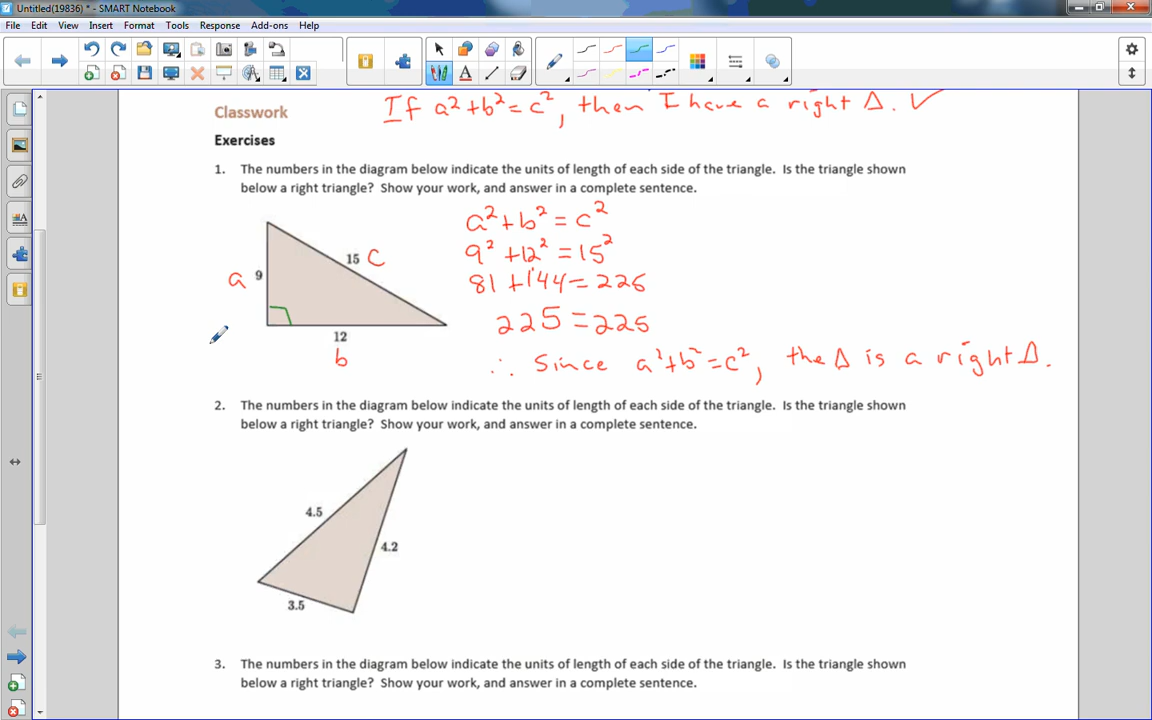 Untitled(19836) * - SMART Notebook
File Edit View Insert Format Tools Response Add-ons Help
If a²+b²=c², then I have a right Δ. ✓
Classwork
Exercises
1. The numbers in the diagram below indicate the units of length of each side of the triangle. Is the triangle shown
below a right triangle? Show your work, and answer in a complete sentence.
a²+b²=c²
9²+12²=15²
81+144=225
225=225
∴ Since a²+b²=c², the Δ is a right Δ.
a 9
15 c
12
b
2. The numbers in the diagram below indicate the units of length of each side of the triangle. Is the triangle shown
below a right triangle? Show your work, and answer in a complete sentence.
4.5
4.2
3.5
3. The numbers in the diagram below indicate the units of length of each side of the triangle. Is the triangle shown
below a right triangle? Show your work, and answer in a complete sentence.